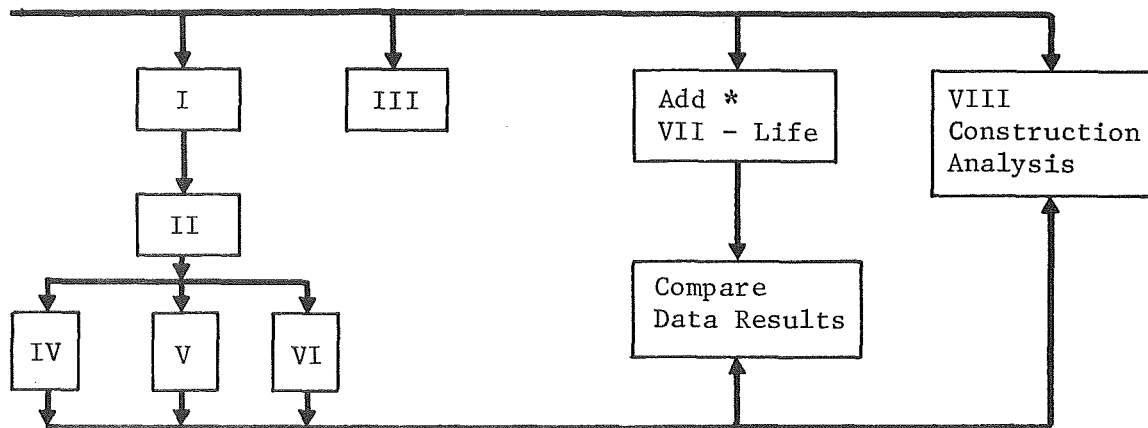 I
III
Add *
VII - Life
VIII
Construction
Analysis
II
Compare
Data Results
IV
V
VI